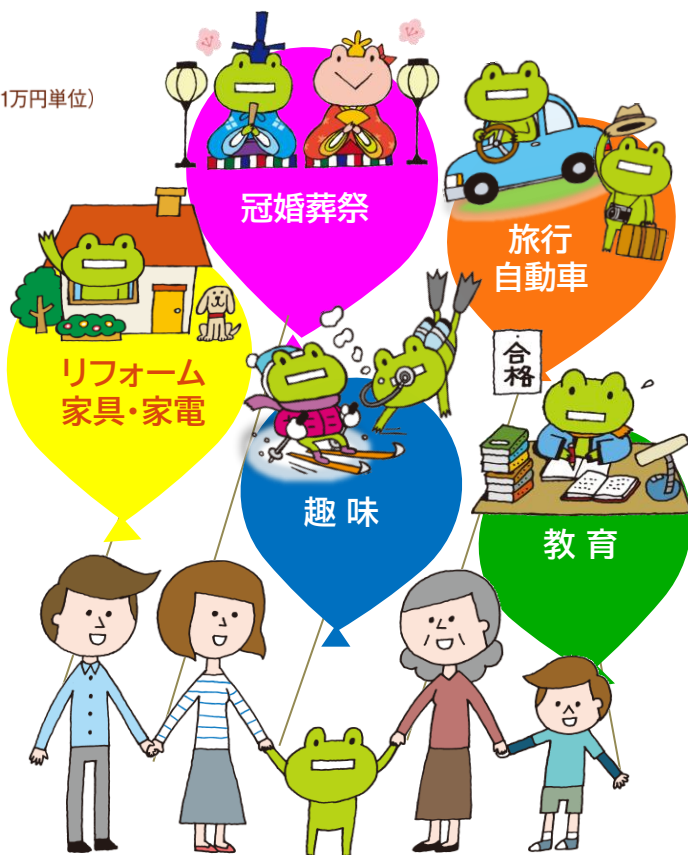 1万円単位）
冠婚葬祭
旅行
自動車
リフォーム
家具・家電
合格
趣 味
教 育